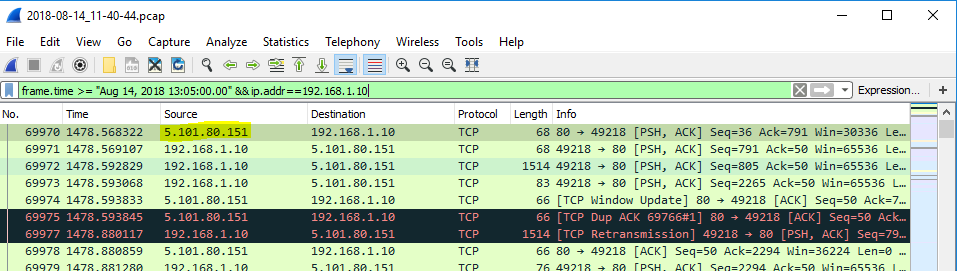 2018-08-14_11-40-44.pcap
File Edit View Go Capture Analyze Statistics Telephony Wireless Tools Help
frame.time >= "Aug 14, 2018 13:05:00.00" &&ip.addr==192.168.1.10 Expression…
No. Time Source Destination Protocol Length Info
69970 1478.568322 5.101.80.151 192.168.1.10 TCP 68 80 → 49218 [PSH, ACK] Seq=36 Ack=791 Win=30336 Le…
69971 1478.569107 192.168.1.10 5.101.80.151 TCP 68 49218 → 80 [PSH, ACK] Seq=791 Ack=50 Win=65536 Le…
69972 1478.592829 192.168.1.10 5.101.80.151 TCP 1514 49218 → 80 [PSH, ACK] Seq=805 Ack=50 Win=65536 Le…
69973 1478.593068 192.168.1.10 5.101.80.151 TCP 83 49218 → 80 [PSH, ACK] Seq=2265 Ack=50 Win=65536 L…
69974 1478.593833 5.101.80.151 192.168.1.10 TCP 66 [TCP Window Update] 80 → 49218 [ACK] Seq=50 Ack=7…
69975 1478.593845 5.101.80.151 192.168.1.10 TCP 66 [TCP Dup ACK 69766#1] 80 → 49218 [ACK] Seq=50 Ack…
69977 1478.880117 192.168.1.10 5.101.80.151 TCP 1514 [TCP Retransmission] 49218 → 80 [PSH, ACK] Seq=79…
69978 1478.880859 5.101.80.151 192.168.1.10 TCP 66 80 → 49218 [ACK] Seq=50 Ack=2294 Win=36224 Len=0
69979 1478.881280 5.101.80.151 192.168.1.10 TCP 76 80 → 49218 [PSH, ACK] Seq=50 Ack=2294 Win=65536 L…